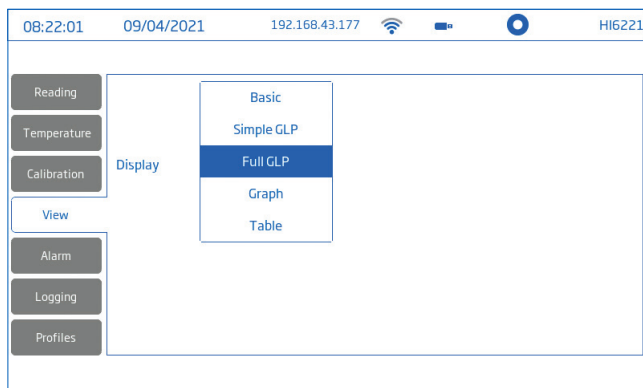 08:22:01 09/04/2021 192.168.43.177 HI6221
Reading
Temperature
Calibration
View
Alarm
Logging
Profiles
Display
Basic
Simple GLP
Full GLP
Graph
Table